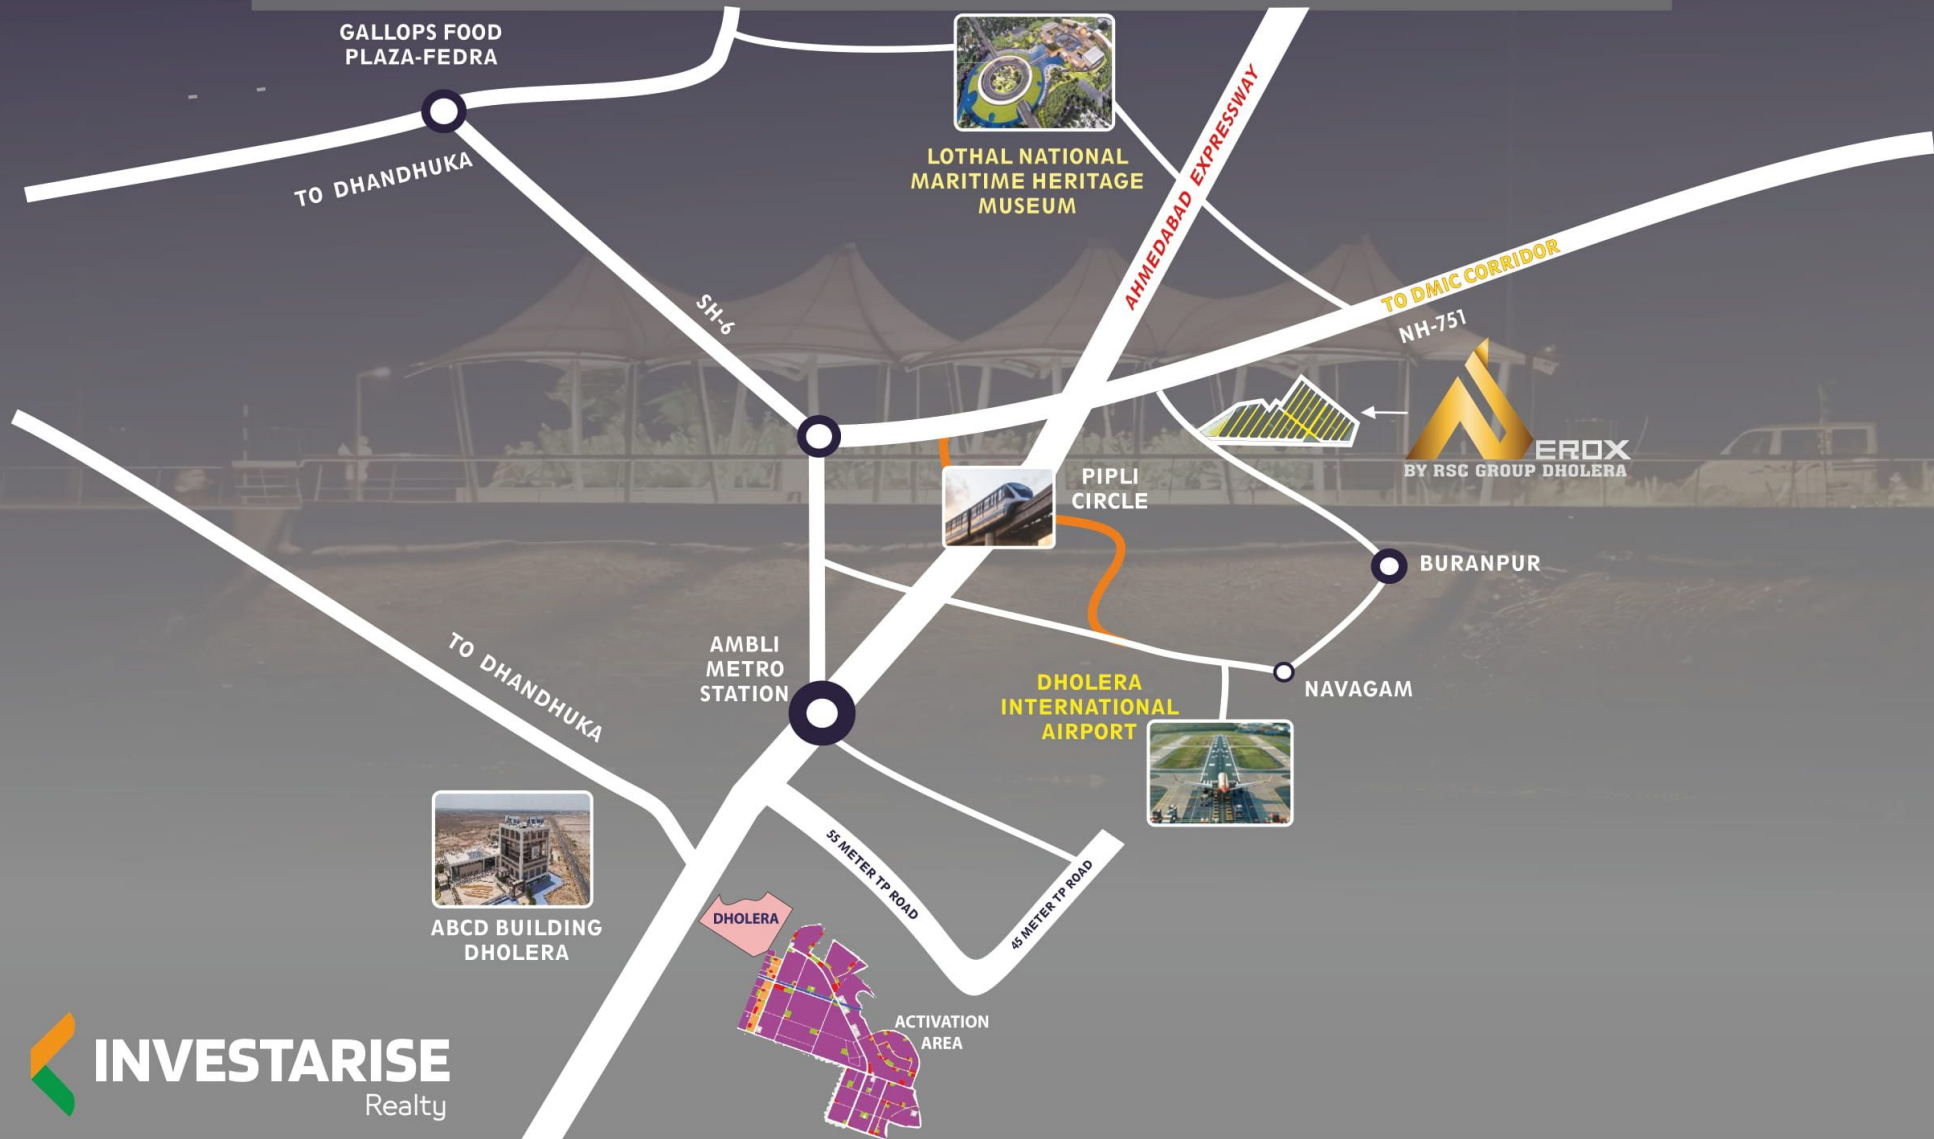 GALLOPS FOOD
PLAZA-FEDRA
TO DHANDHUKA
LOTHAL NATIONAL
MARITIME HERITAGE
MUSEUM
AHMEDABAD EXPRESSWAY
SH-6
TO DMIC CORRIDOR
NH-751
NEROX
BY RSC GROUP DHOLERA
PIPLI
CIRCLE
BURANPUR
TO DHANDHUKA
AMBLI
METRO
STATION
DHOLERA
INTERNATIONAL
AIRPORT
NAVAGAM
55 METER TP ROAD
45 METER TP ROAD
ABCD BUILDING
DHOLERA
DHOLERA
ACTIVATION
AREA
INVESTARISE
Realty